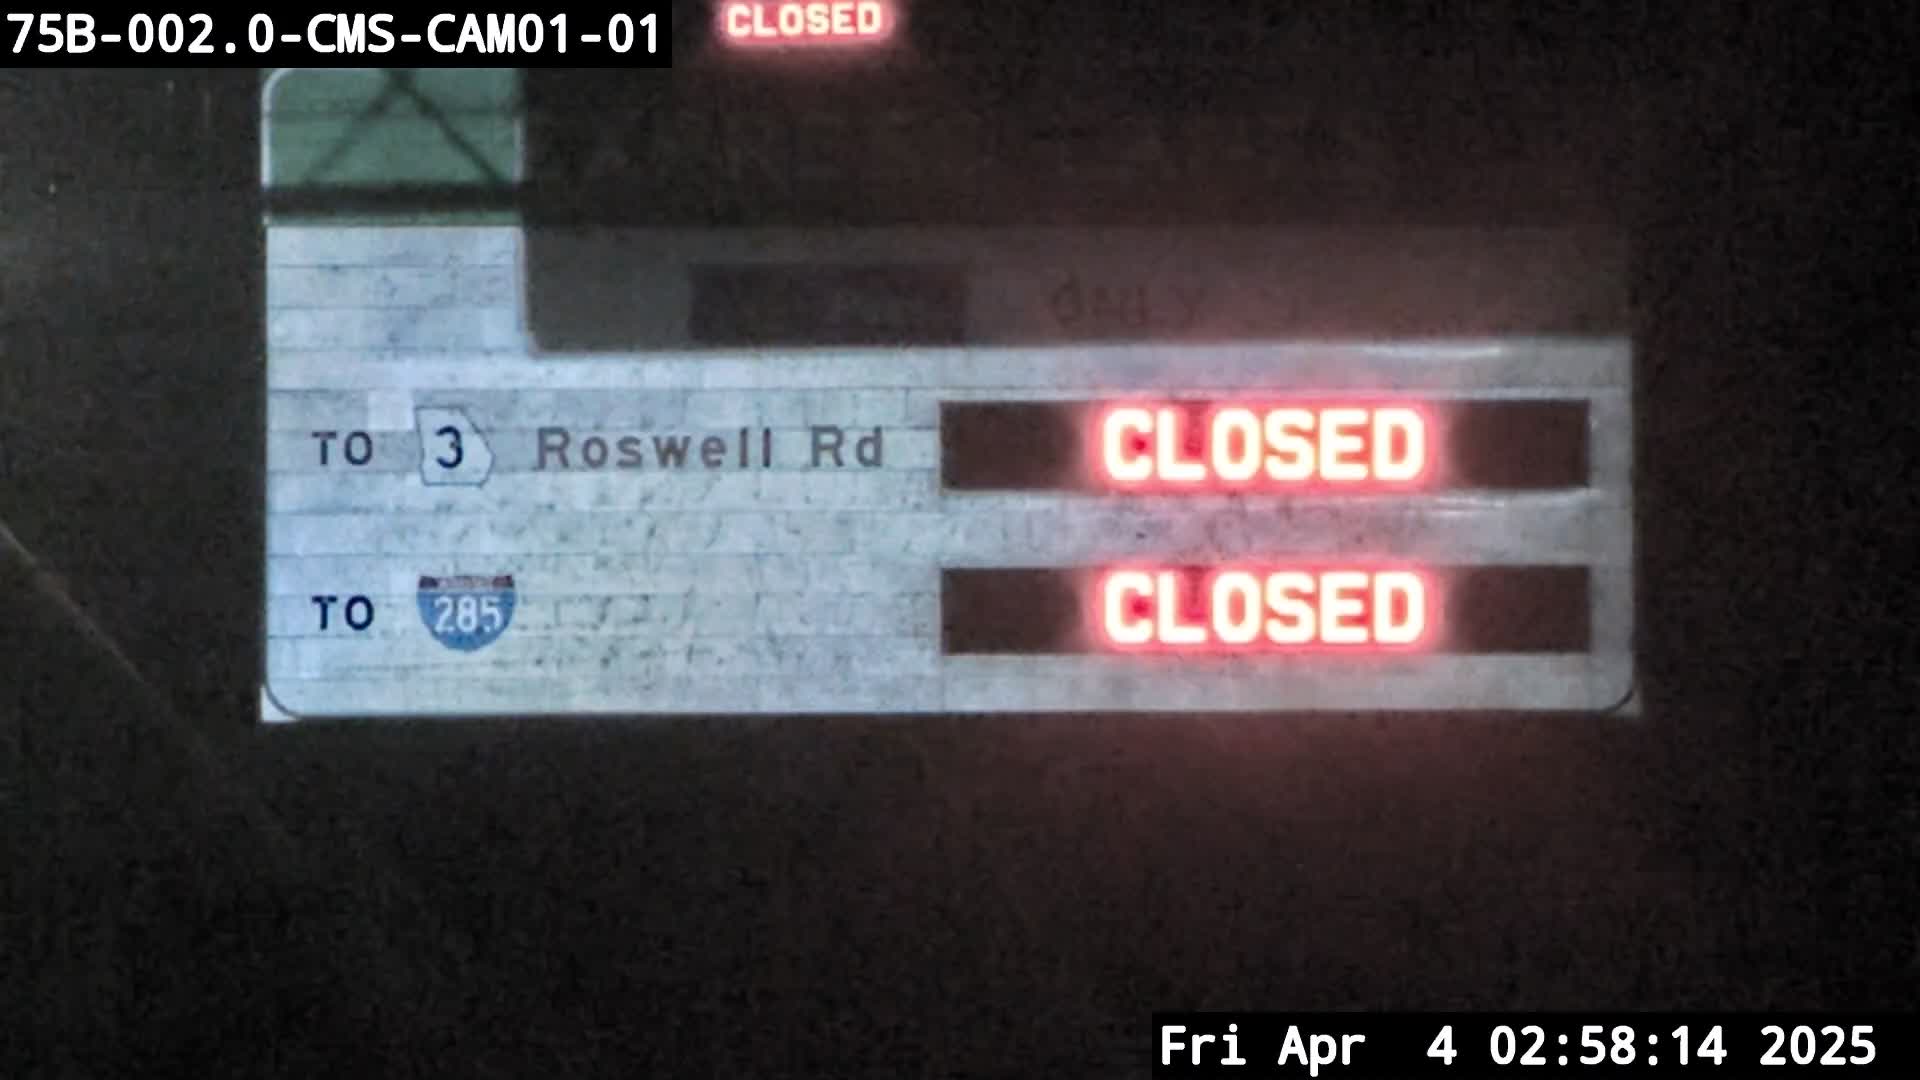 75B-002.0-CMS-CAM01-01
CLOSED
ONLY
TO 3 Roswell Rd CLOSED
TO 285 CLOSED
Fri Apr 4 02:58:14 2025